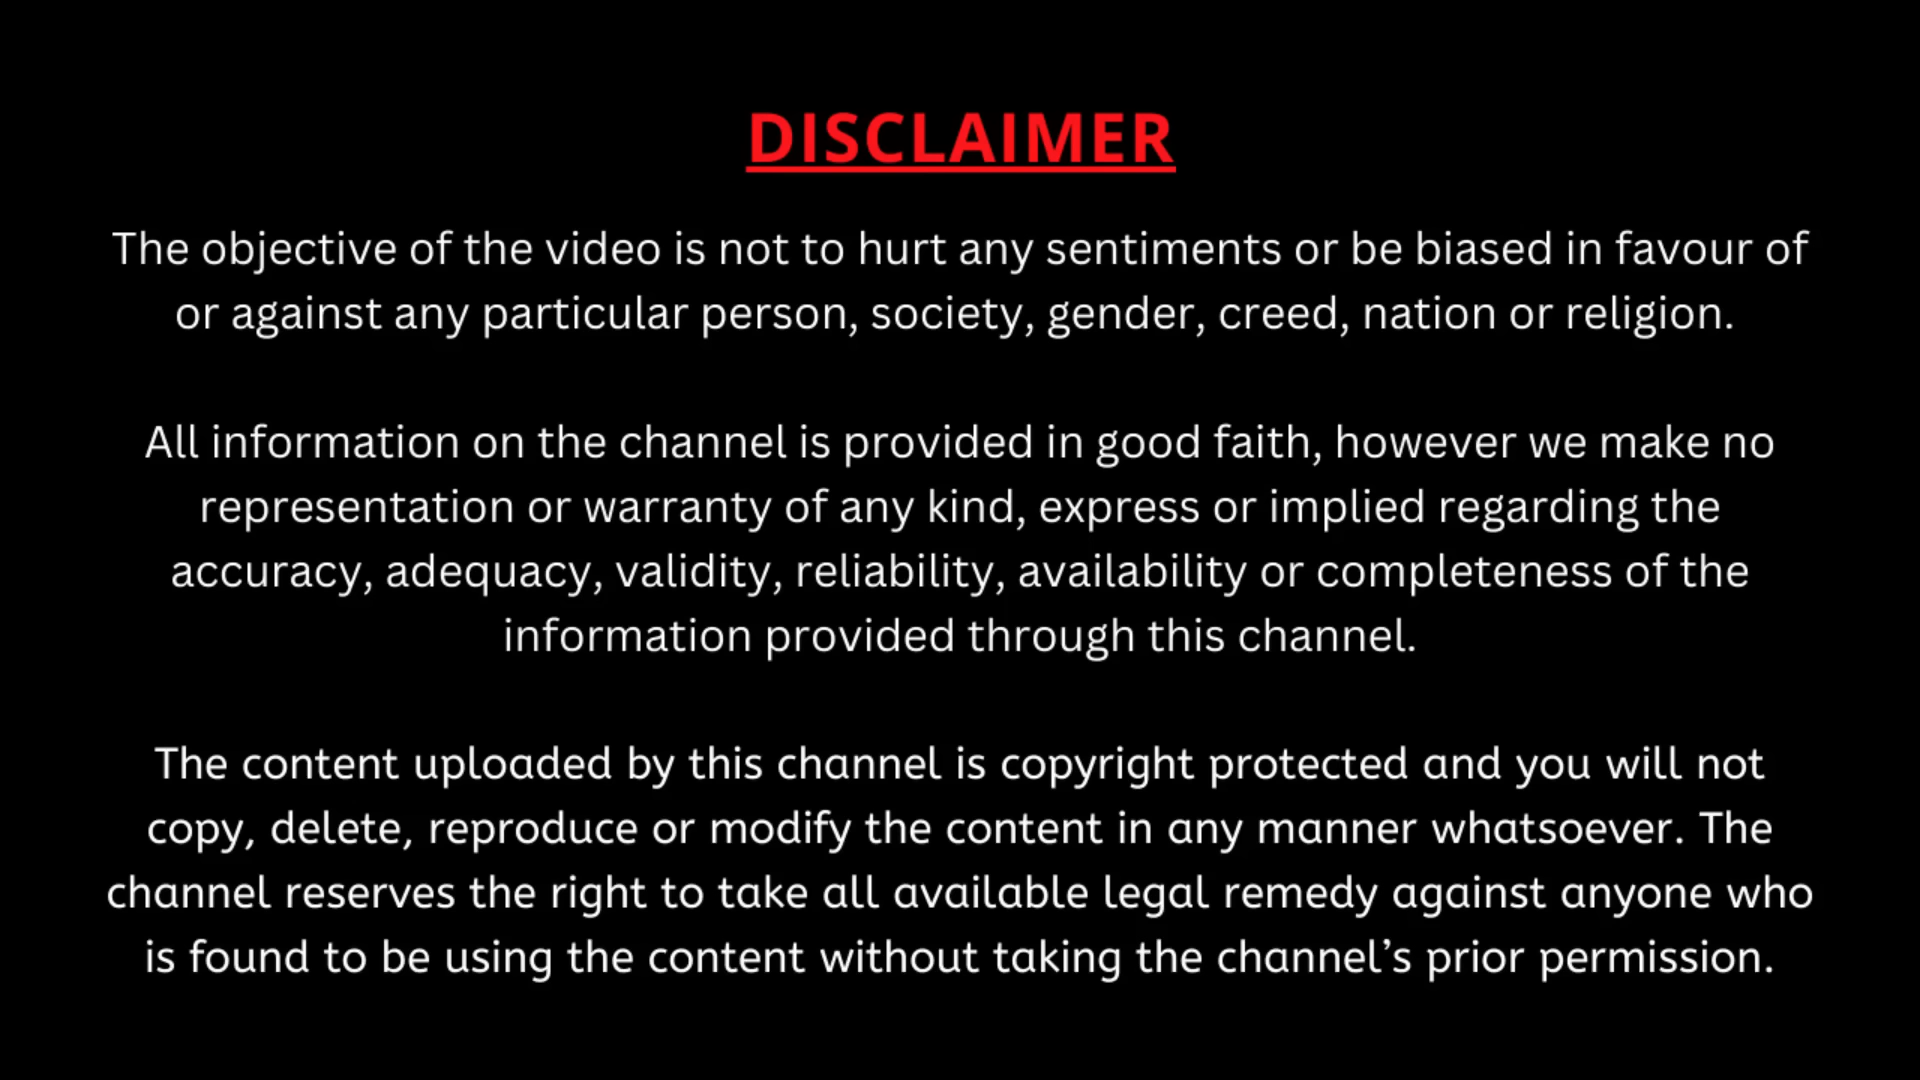 DISCLAIMER
The objective of the video is not to hurt any sentiments or be biased in favour of
or against any particular person, society, gender, creed, nation or religion.
All information on the channel is provided in good faith, however we make no
representation or warranty of any kind, express or implied regarding the
accuracy, adequacy, validity, reliability, availability or completeness of the
information provided through this channel.
The content uploaded by this channel is copyright protected and you will not
copy, delete, reproduce or modify the content in any manner whatsoever. The
channel reserves the right to take all available legal remedy against anyone who
is found to be using the content without taking the channel’s prior permission.